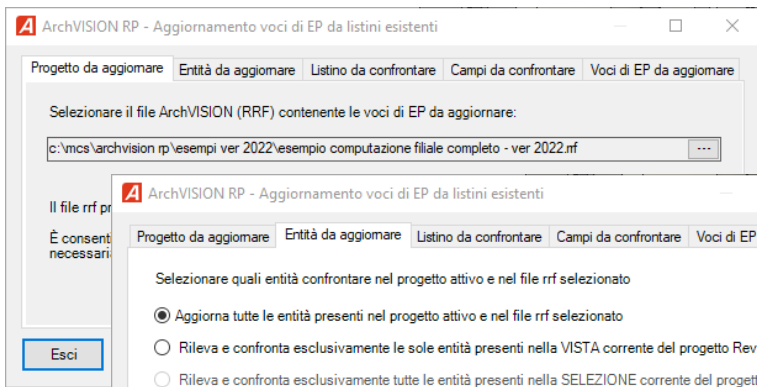 ArchVISION RP - Aggiornamento voci di EP da listini esistenti
Progetto da aggiornare Entità da aggiornare Listino da confrontare Campi da confrontare Voci di EP da aggiornare
Selezionare il file ArchVISION (RRF) contenente le voci di EP da aggiornare:
c:\mcs\archvision rp\esempi ver 2022\esempio computazione filiale completo - ver 2022.rrf
...
Il file rrf pr
È consent
necessari
Esci
ArchVISION RP - Aggiornamento voci di EP da listini esistenti
Progetto da aggiornare Entità da aggiornare Listino da confrontare Campi da confrontare Voci di EP
Selezionare quali entità confrontare nel progetto attivo e nel file rrf selezionato
Aggiorna tutte le entità presenti nel progetto attivo e nel file rrf selezionato
Rileva e confronta esclusivamente le sole entità presenti nella VISTA corrente del progetto Rev
Rileva e confronta esclusivamente tutte le entità presenti nella SELEZIONE corrente del progett